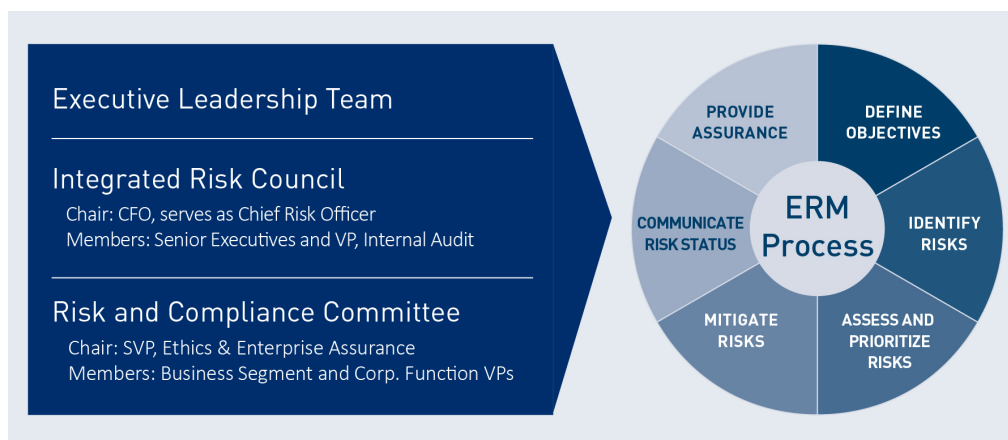 Executive Leadership Team
Integrated Risk Council
Chair: CFO, serves as Chief Risk Officer
Members: Senior Executives and VP, Internal Audit
Risk and Compliance Committee
Chair: SVP, Ethics & Enterprise Assurance
Members: Business Segment and Corp. Function VPs
ERM
Process
DEFINE
OBJECTIVES
IDENTIFY
RISKS
ASSESS AND
PRIORITIZE
RISKS
MITIGATE
RISKS
COMMUNICATE
RISK STATUS
PROVIDE
ASSURANCE